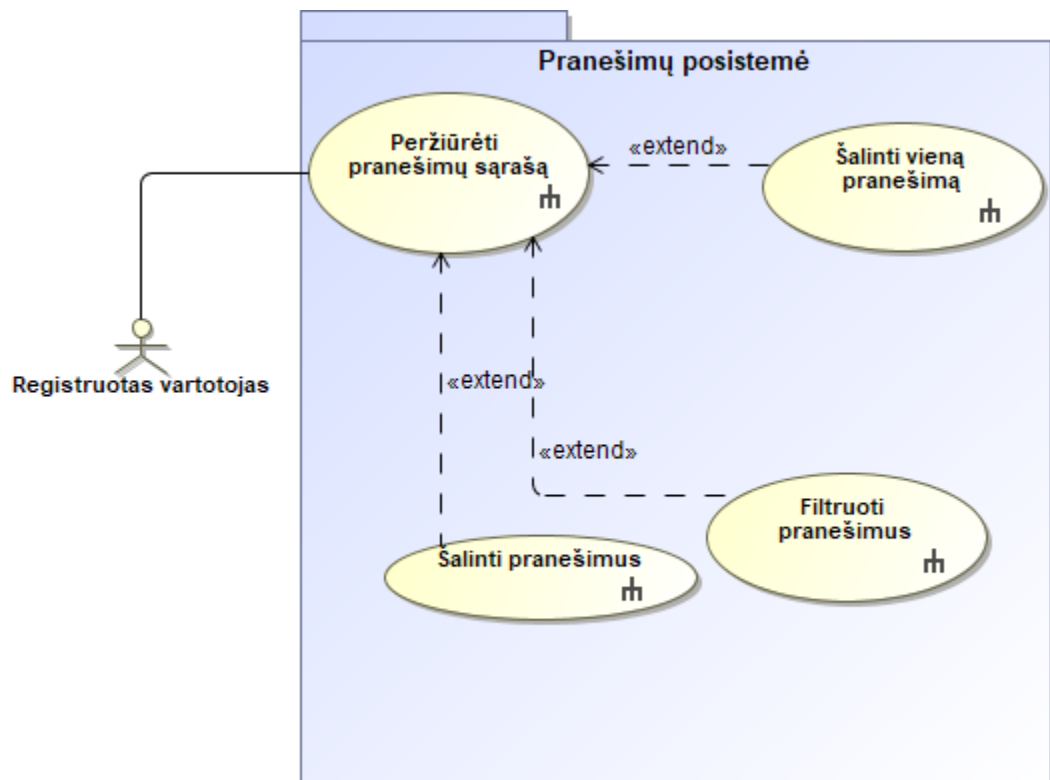 Pranešimų posistemė
Peržiūrėti
pranešimų sąrašą
«extend»
Šalinti vieną
pranešimą
Registruotas vartotojas
«extend»
«extend»
Filtruoti
pranešimus
Šalinti pranešimus